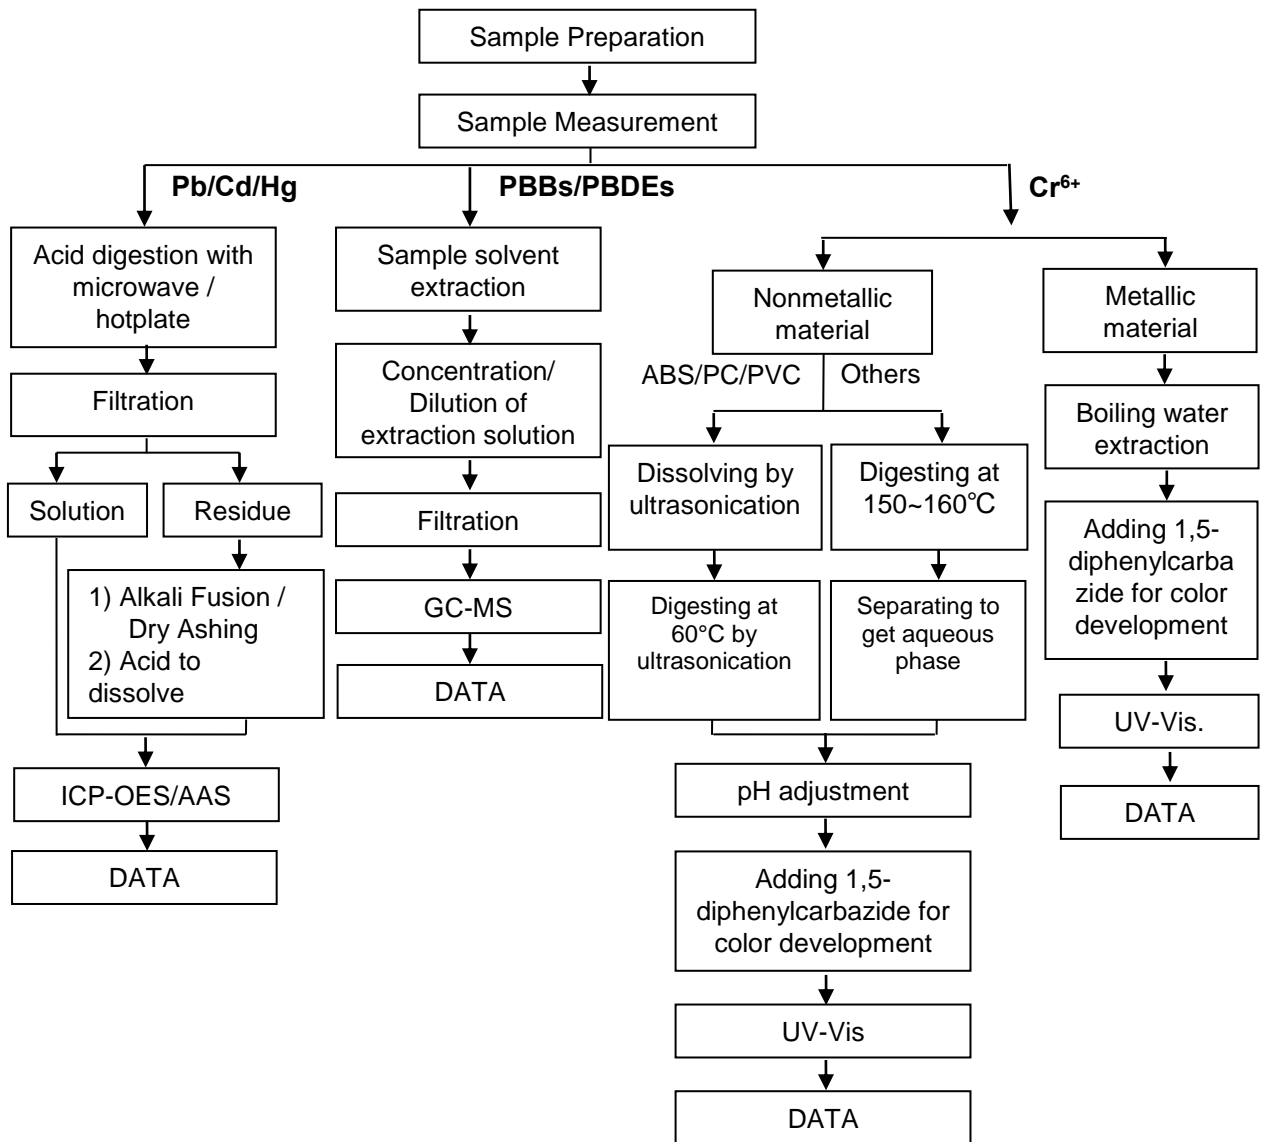 Sample Preparation
Sample Measurement
Pb/Cd/Hg
PBBs/PBDEs
Cr⁶⁺
Acid digestion with
microwave /
hotplate
Filtration
Solution
Residue
1) Alkali Fusion /
Dry Ashing
2) Acid to
dissolve
ICP-OES/AAS
DATA
Sample solvent
extraction
Concentration/
Dilution of
extraction solution
Filtration
GC-MS
DATA
Nonmetallic
material
ABS/PC/PVC
Others
Dissolving by
ultrasonication
Digesting at
60°C by
ultrasonication
Digesting at
150~160℃
Separating to
get aqueous
phase
pH adjustment
Adding 1,5-
diphenylcarbazide for
color development
UV-Vis
DATA
Metallic
material
Boiling water
extraction
Adding 1,5-
diphenylcarba
zide for color
development
UV-Vis.
DATA